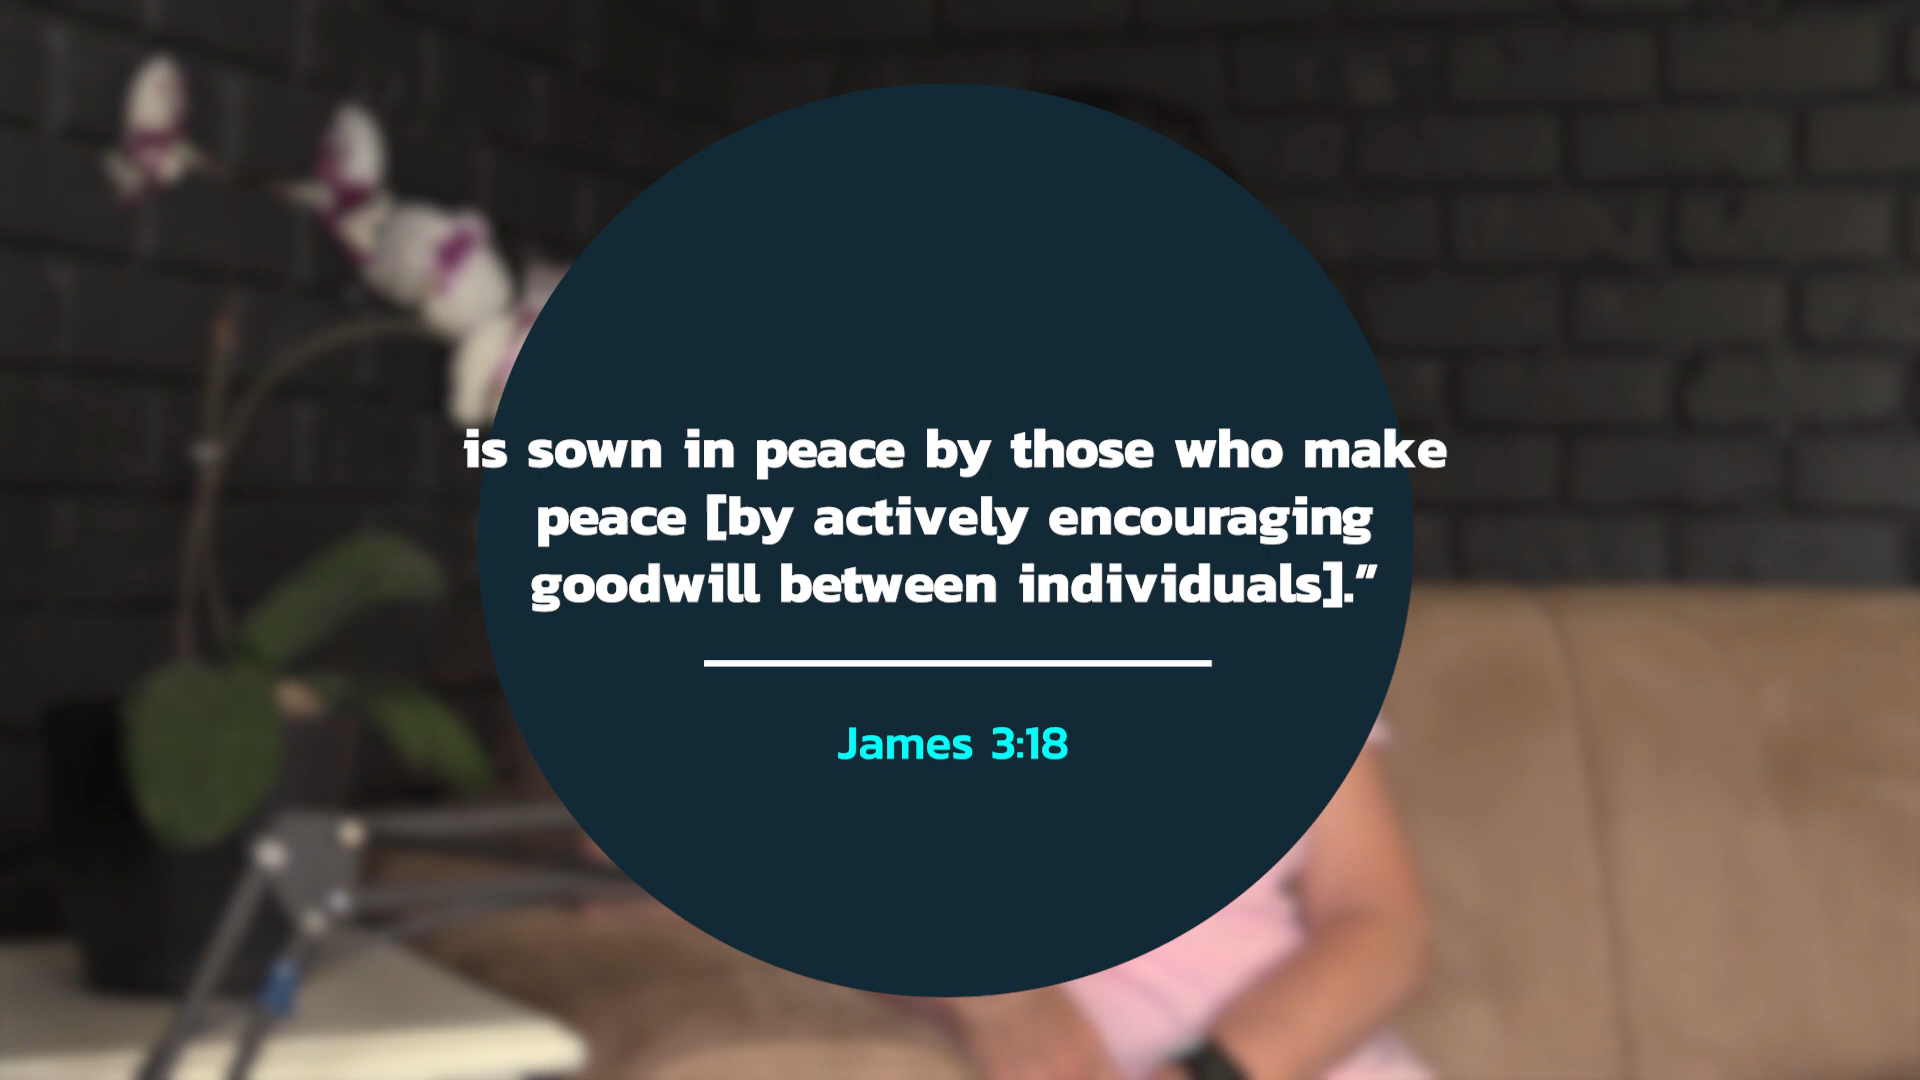 is sown in peace by those who make
peace [by actively encouraging
goodwill between individuals].”
James 3:18